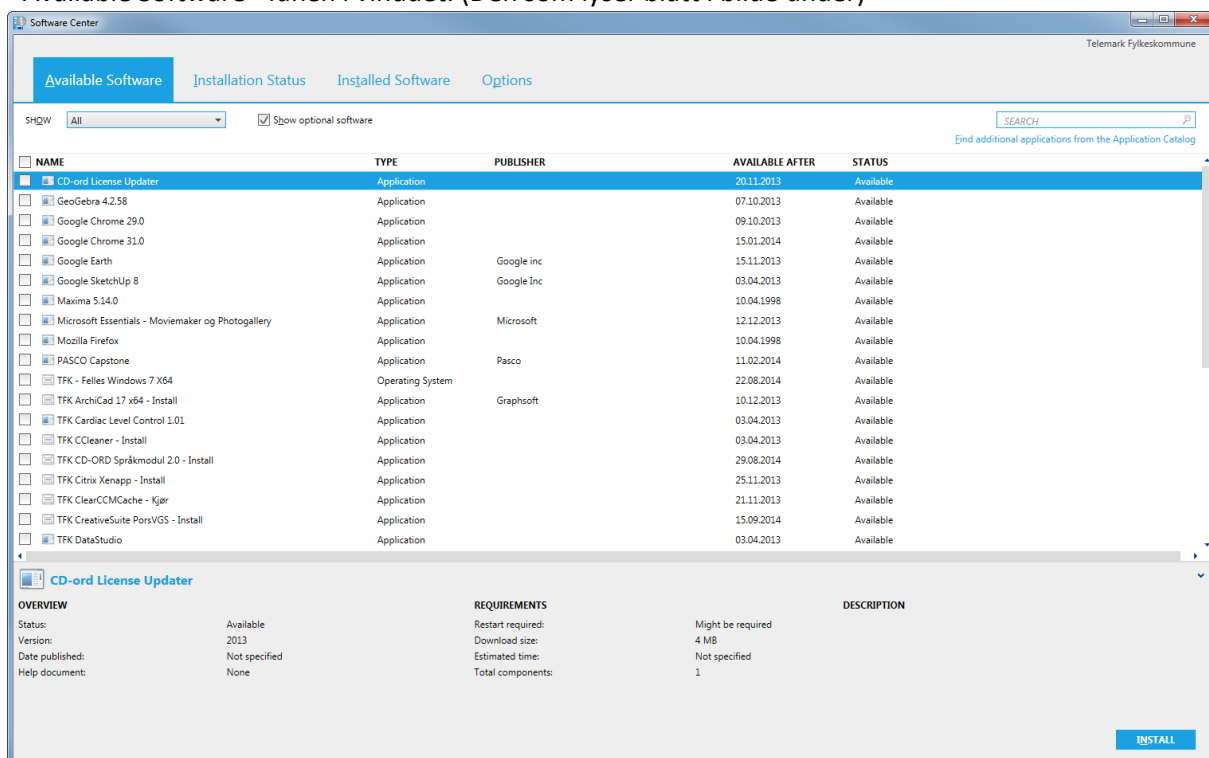 "Available Software" fanen i vinduet. (Den som lyser blått i bilde under)
Software Center
Telemark Fylkeskommune
Available Software Installation Status Installed Software Options
SHOW All Show optional software SEARCH
Find additional applications from the Application Catalog
NAME TYPE PUBLISHER AVAILABLE AFTER STATUS
CD-ord License Updater Application 20.11.2013 Available
GeoGebra 4.2.58 Application 07.10.2013 Available
Google Chrome 29.0 Application 09.10.2013 Available
Google Chrome 31.0 Application 15.01.2014 Available
Google Earth Application Google inc 15.11.2013 Available
Google SketchUp 8 Application Google Inc 03.04.2013 Available
Maxima 5.14.0 Application 10.04.1998 Available
Microsoft Essentials - Moviemaker og Photogallery Application Microsoft 12.12.2013 Available
Mozilla Firefox Application 10.04.1998 Available
PASCO Capstone Application Pasco 11.02.2014 Available
TFK - Felles Windows 7 X64 Operating System 22.08.2014 Available
TFK ArchiCad 17 x64 - Install Application Graphsoft 10.12.2013 Available
TFK Cardiac Level Control 1.01 Application 03.04.2013 Available
TFK CCleaner - Install Application 03.04.2013 Available
TFK CD-ORD Språkmodul 2.0 - Install Application 29.08.2014 Available
TFK Citrix Xenapp - Install Application 25.11.2013 Available
TFK ClearCCMCache - Kjør Application 21.11.2013 Available
TFK CreativeSuite PorsVGS - Install Application 15.09.2014 Available
TFK DataStudio Application 03.04.2013 Available
CD-ord License Updater
OVERVIEW REQUIREMENTS DESCRIPTION
Status: Available Restart required: Might be required
Version: 2013 Download size: 4 MB
Date published: Not specified Estimated time: Not specified
Help document: None Total components: 1
INSTALL